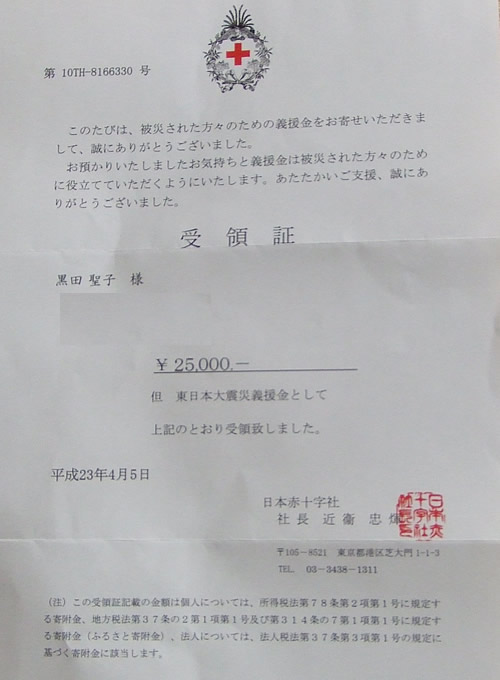 第 10TH-8166330 号
このたびは、被災された方々のための義援金をお寄せいただきま
して、誠にありがとうございました。
お預かりいたしましたお気持ちと義援金は被災された方々のため
に役立てていただくようにいたします。あたたかいご支援、誠にあ
りがとうございました。
受 領 証
黒田 聖子 様
¥ 25,000.―
但 東日本大震災義援金として
上記のとおり受領致しました。
平成23年4月5日
日本赤十字社
社 長 近 衞 忠 煇
〒105-8521 東京都港区芝大門1-1-3
TEL 03-3438-1311
(注)この受領証記載の金額は個人については、所得税法第78条第2項第1号に規定す
る寄附金、地方税法37条の2第1項第1号及び第314条の7第1項第1号に規定す
る寄附金(ふるさと寄附金)、法人については、法人税法第37条第3項第1号の規定に
基づく寄附金に該当します。